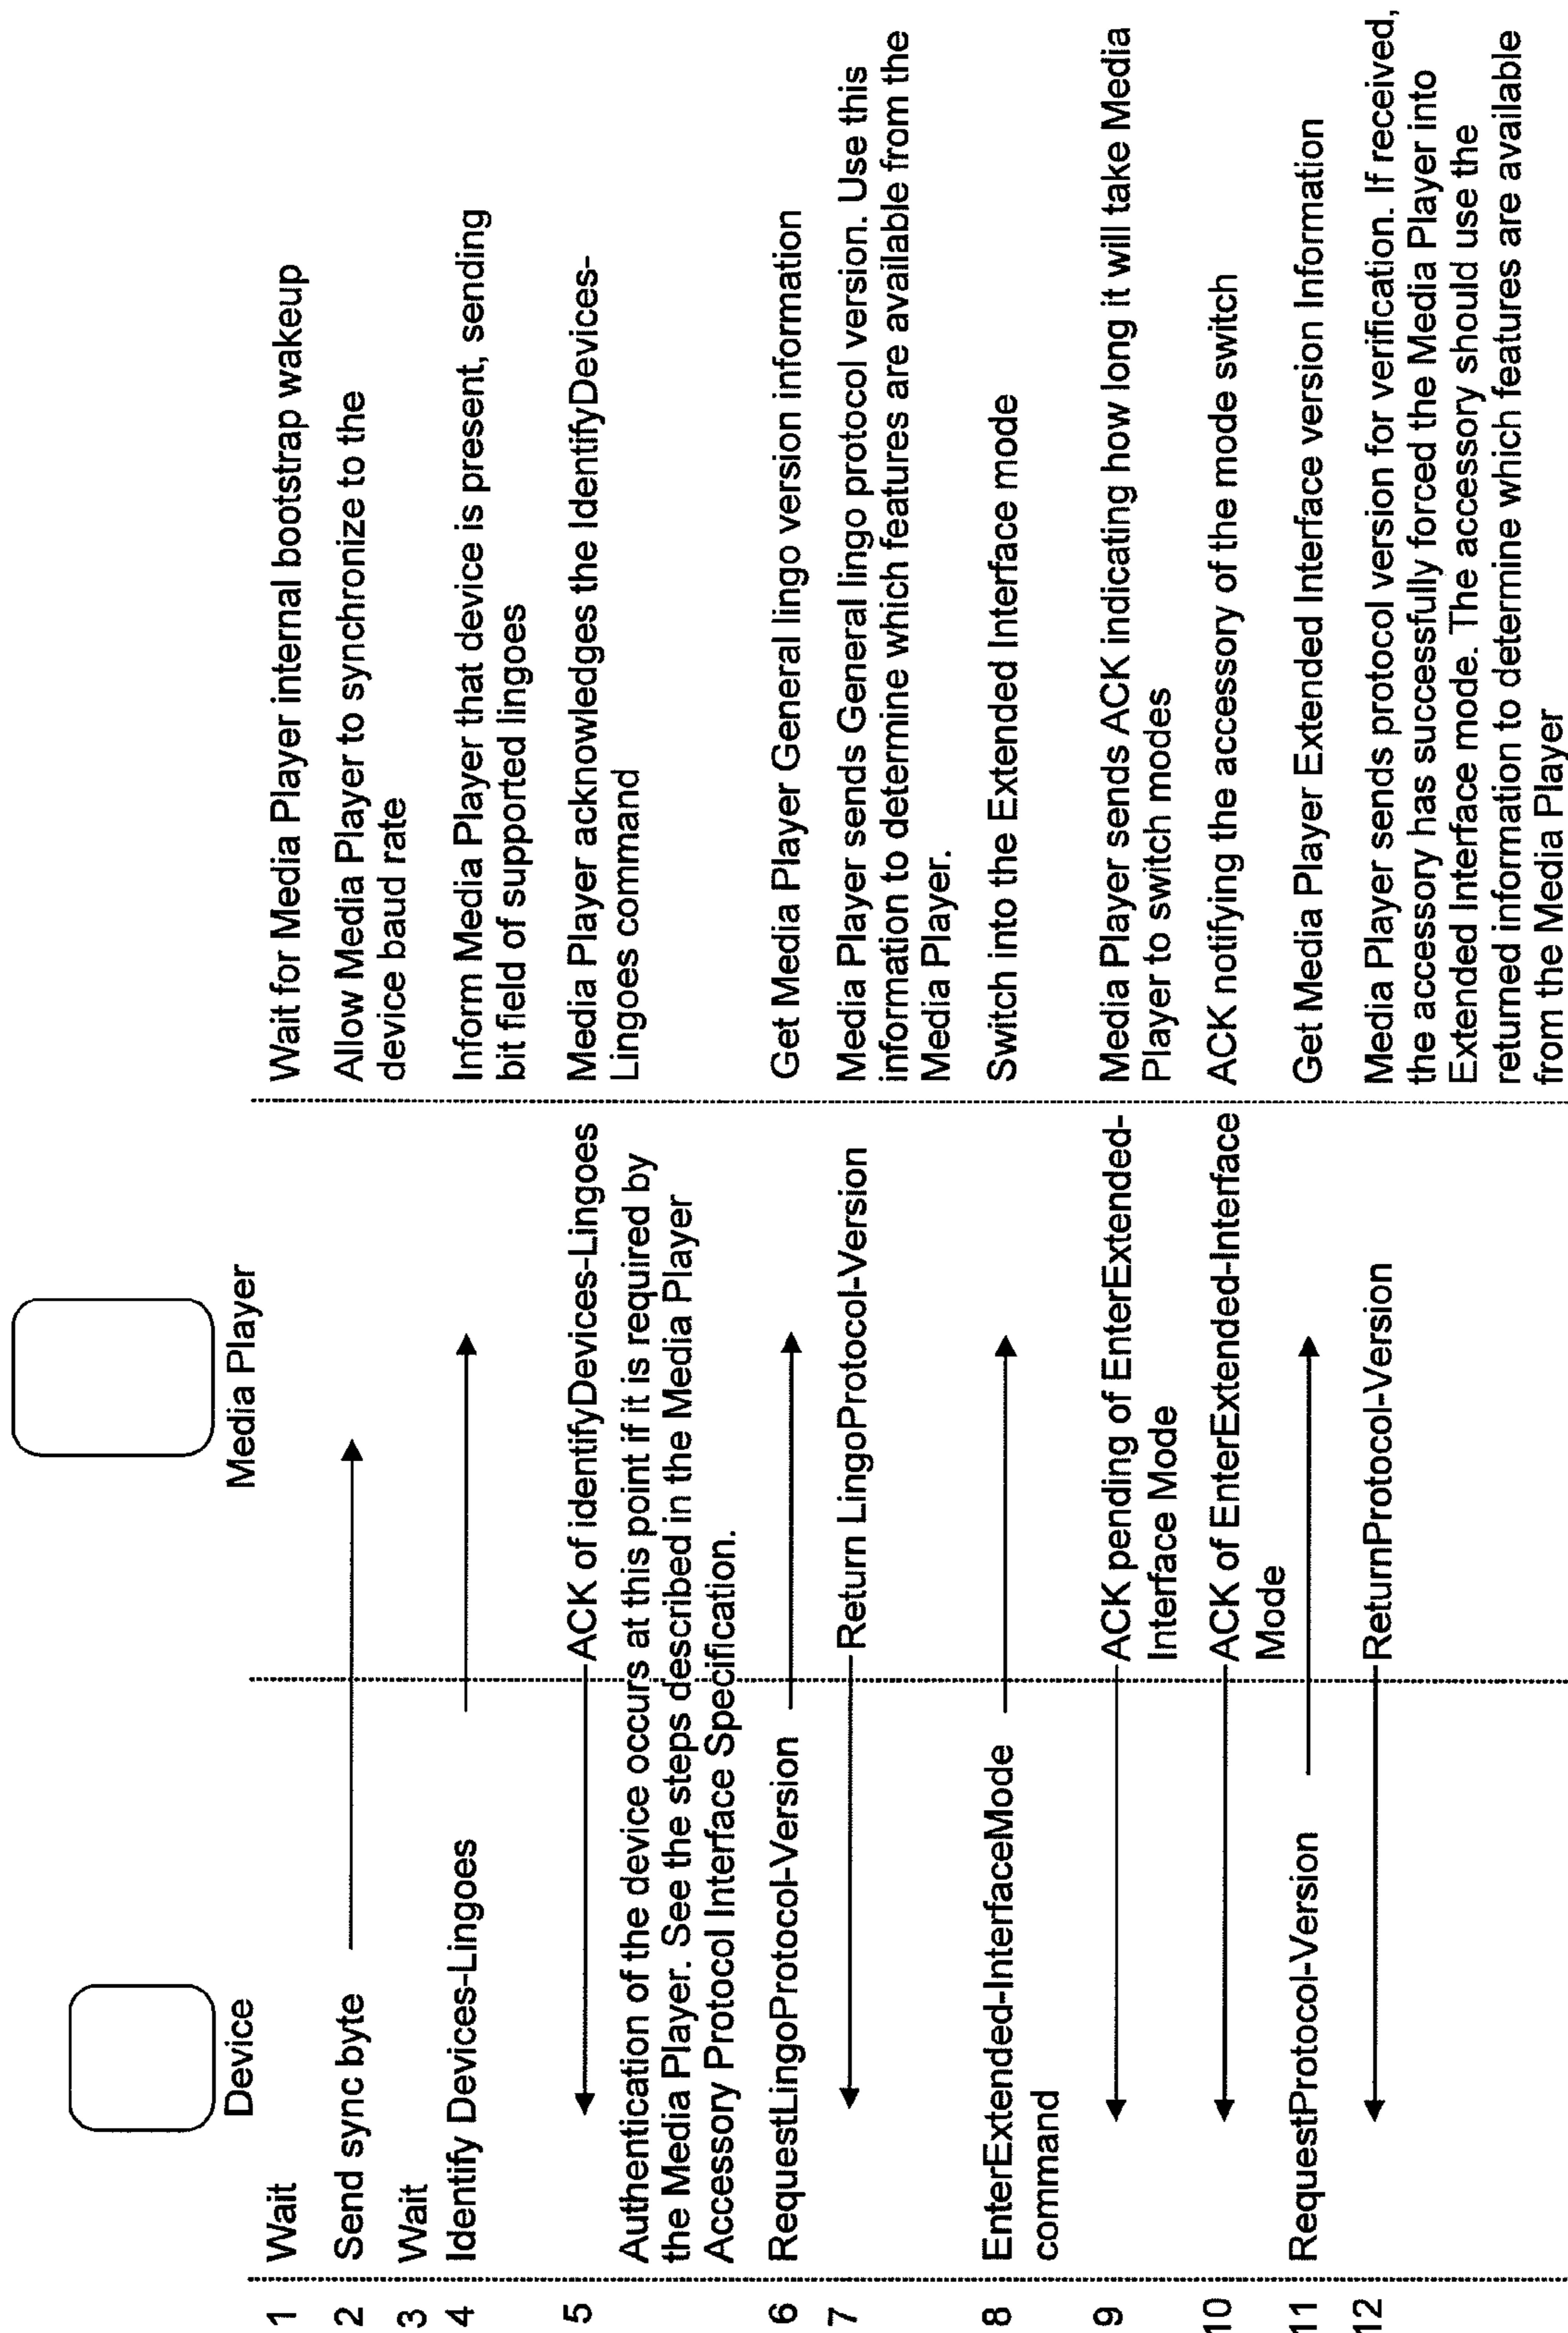 Device
Media Player
1
Wait
Wait for Media Player internal bootstrap wakeup
2
Send sync byte
Allow Media Player to synchronize to the
device baud rate
3
Wait
4
Identify Devices-Lingoes
Inform Media Player that device is present, sending
bit field of supported lingoes
5
ACK of identifyDevices-Lingoes
Media Player acknowledges the IdentifyDevices-
Lingoes command
Authentication of the device occurs at this point if it is required by
the Media Player. See the steps described in the Media Player
Accessory Protocol Interface Specification.
6
RequestLingoProtocol-Version
Get Media Player General lingo version information
7
Return LingoProtocol-Version
Media Player sends General lingo protocol version. Use this
information to determine which features are available from the
Media Player.
8
EnterExtended-InterfaceMode
command
Switch into the Extended Interface mode
9
ACK pending of EnterExtended-
Interface Mode
Media Player sends ACK indicating how long it will take Media
Player to switch modes
10
ACK of EnterExtended-Interface
Mode
ACK notifying the accessory of the mode switch
11
RequestProtocol-Version
Get Media Player Extended Interface version Information
12
ReturnProtocol-Version
Media Player sends protocol version for verification. If received,
the accessory has successfully forced the Media Player into
Extended Interface mode. The accessory should use the
returned information to determine which features are available
from the Media Player